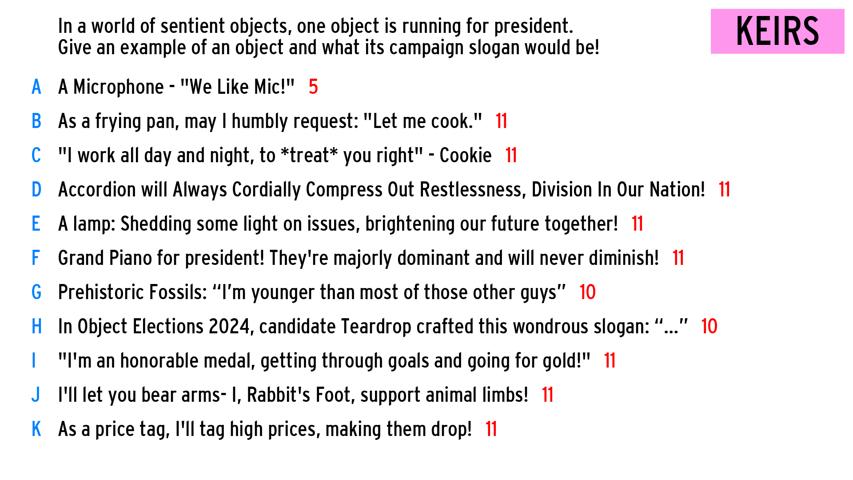 In a world of sentient objects, one object is running for president.
Give an example of an object and what its campaign slogan would be!
KEIRS
A A Microphone - "We Like Mic!" 5
B As a frying pan, may I humbly request: "Let me cook." 11
C "I work all day and night, to *treat* you right" - Cookie 11
D Accordion will Always Cordially Compress Out Restlessness, Division In Our Nation! 11
E A lamp: Shedding some light on issues, brightening our future together! 11
F Grand Piano for president! They're majorly dominant and will never diminish! 11
G Prehistoric Fossils: “I’m younger than most of those other guys” 10
H In Object Elections 2024, candidate Teardrop crafted this wondrous slogan: “...” 10
I "I'm an honorable medal, getting through goals and going for gold!" 11
J I'll let you bear arms- I, Rabbit's Foot, support animal limbs! 11
K As a price tag, I'll tag high prices, making them drop! 11